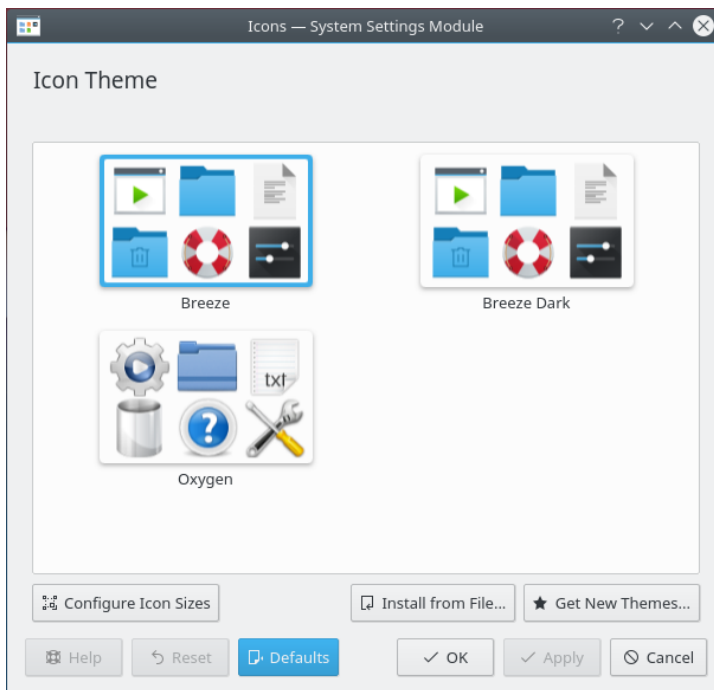 Icons — System Settings Module
Icon Theme
Breeze
Breeze Dark
txt
Oxygen
Configure Icon Sizes
Install from File...
Get New Themes...
Help
Reset
Defaults
OK
Apply
Cancel